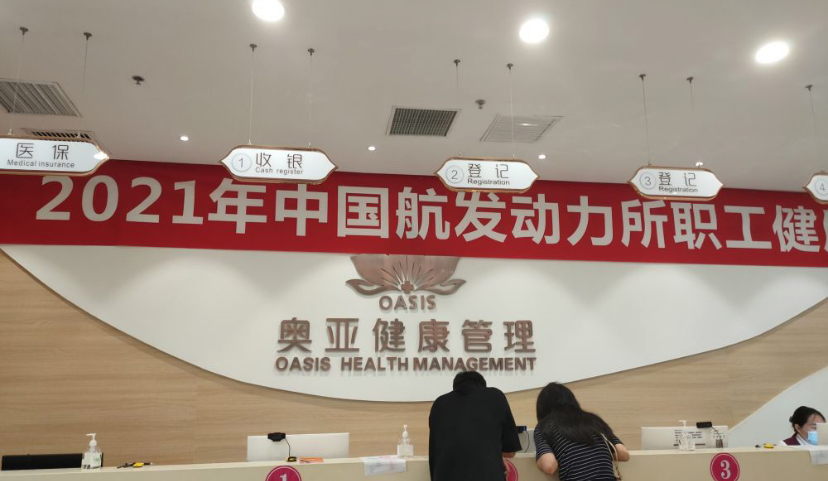 医保
Medical insurance
1 收银
Cash register
2 登记
Registration
3 登记
Registration
4
2021年中国航发动力所职工健
OASIS
奥亚健康管理
OASIS HEALTH MANAGEMENT
1
3